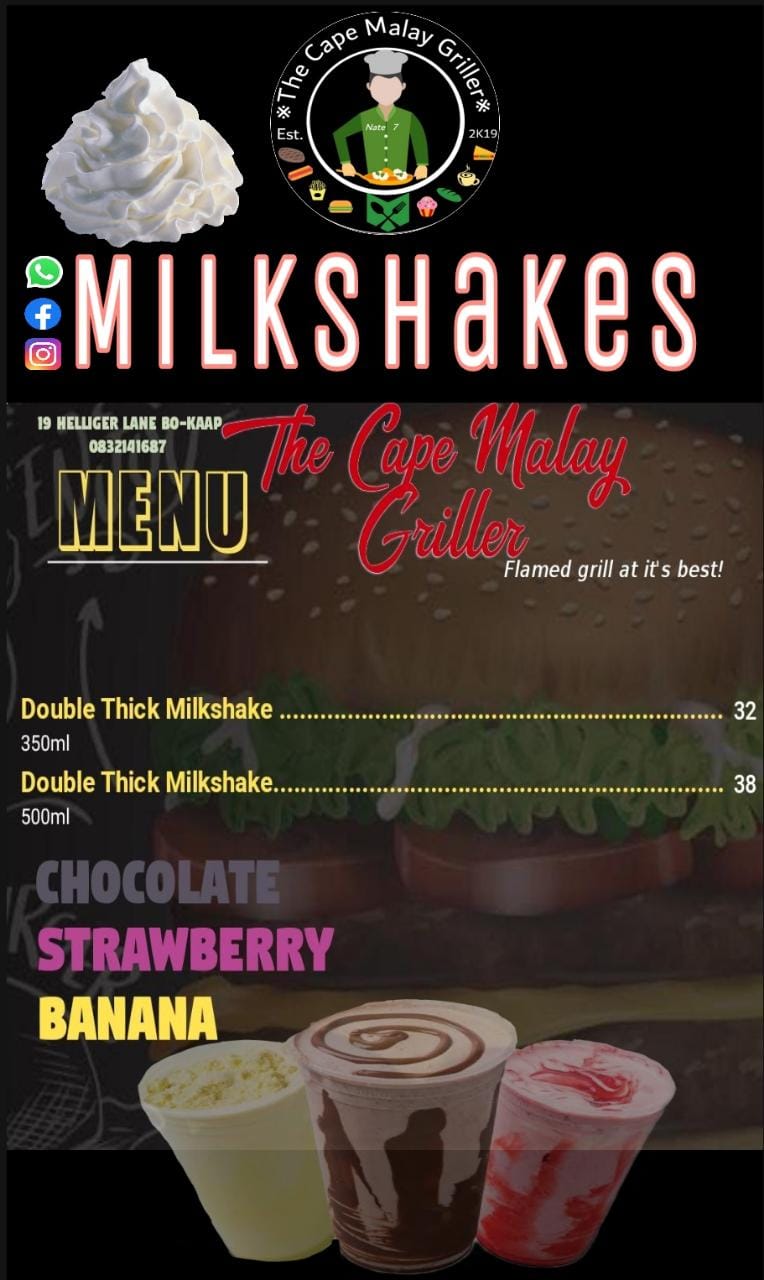 ※The Cape Malay Griller※
Est.
2K19
Nate 7
MILKSHAKES
19 HELLIGER LANE BO-KAAP
0832141687
MENU
The Cape Malay
Griller
Flamed grill at it's best!
Double Thick Milkshake ........................................................................ 32
350ml
Double Thick Milkshake......................................................................... 38
500ml
CHOCOLATE
STRAWBERRY
BANANA